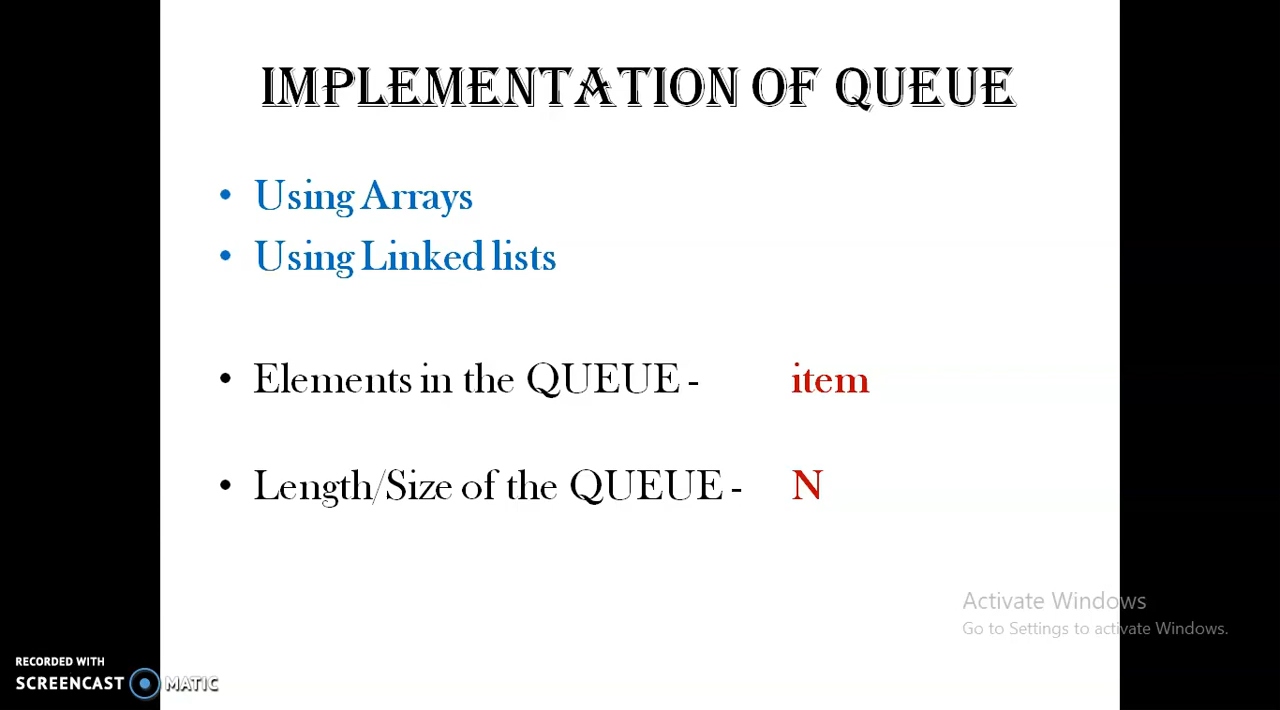 IMPLEMENTATION OF QUEUE
• Using Arrays
• Using Linked lists
• Elements in the QUEUE - item
• Length/Size of the QUEUE - N
Activate Windows
Go to Settings to activate Windows.
RECORDED WITH
SCREENCAST MATIC